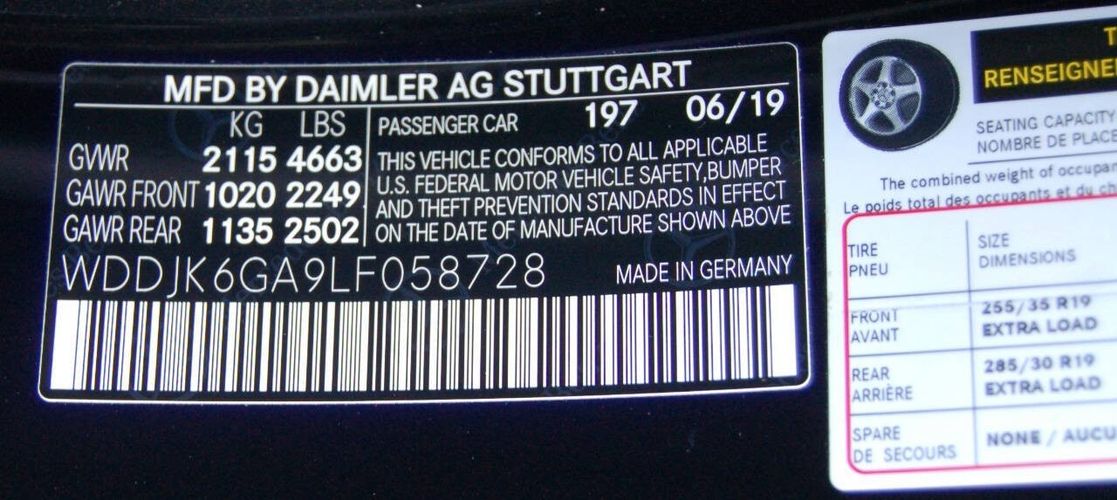 MFD BY DAIMLER AG STUTTGART
KG LBS
GVWR 2115 4663
GAWR FRONT 1020 2249
GAWR REAR 1135 2502
PASSENGER CAR 197 06/19
THIS VEHICLE CONFORMS TO ALL APPLICABLE
U.S. FEDERAL MOTOR VEHICLE SAFETY,BUMPER
AND THEFT PREVENTION STANDARDS IN EFFECT
ON THE DATE OF MANUFACTURE SHOWN ABOVE
WDDJK6GA9LF058728 MADE IN GERMANY
T
RENSEIGNE
SEATING CAPACITY
NOMBRE DE PLAC
The combined weight of occupa
Le poids total des occupants et du ch
TIRE SIZE
PNEU DIMENSIONS
FRONT 255/35 R19
AVANT EXTRA LOAD
REAR 285/30 R19
ARRIÈRE EXTRA LOAD
SPARE NONE / AUCU
DE SECOURS